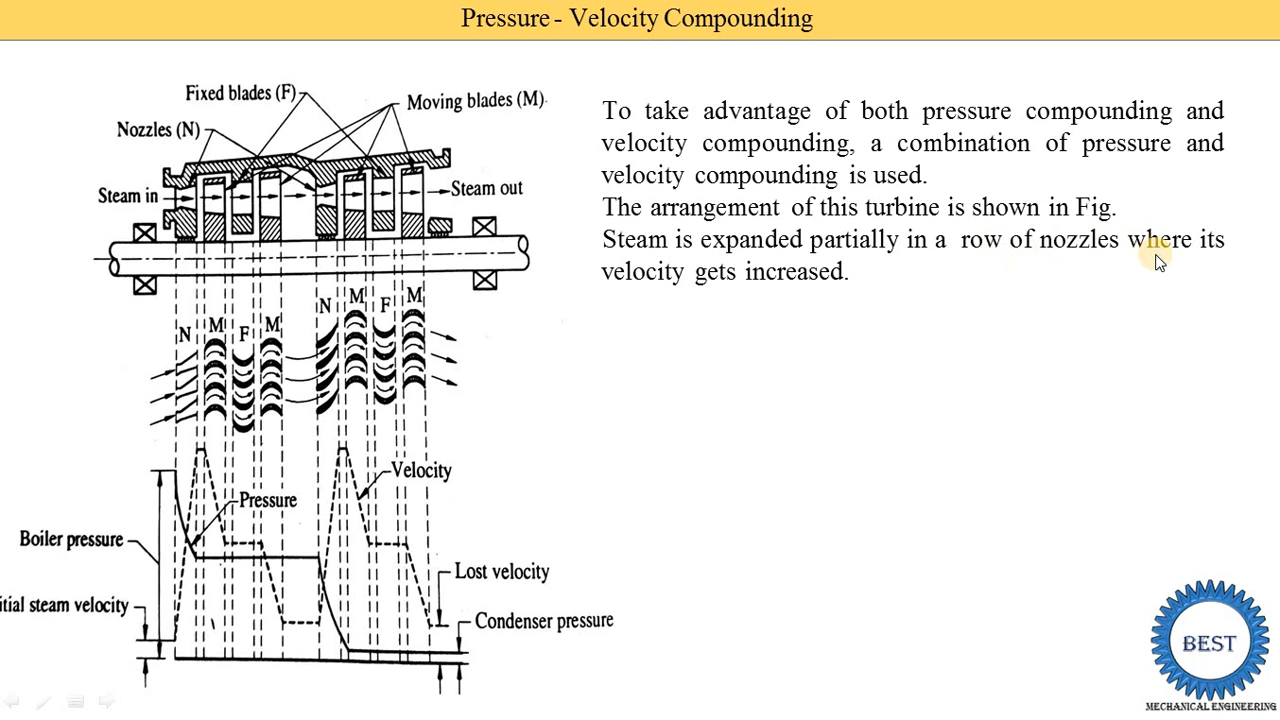 Pressure - Velocity Compounding
Fixed blades (F)
Moving blades (M)
Nozzles (N)
Steam in
Steam out
To take advantage of both pressure compounding and
velocity compounding, a combination of pressure and
velocity compounding is used.
The arrangement of this turbine is shown in Fig.
Steam is expanded partially in a row of nozzles where its
velocity gets increased.
N M F M N M F M
Velocity
Pressure
Boiler pressure
Lost velocity
itial steam velocity
Condenser pressure
BEST
MECHANICAL ENGINEERING